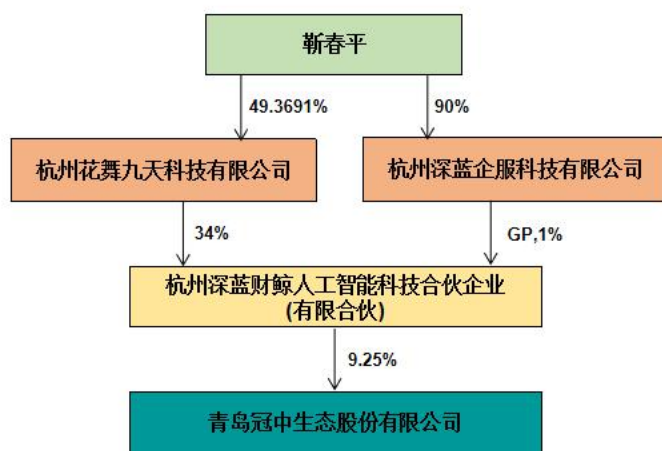 靳春平
49.3691%
90%
杭州花舞九天科技有限公司
杭州深蓝企服科技有限公司
34%
GP,1%
杭州深蓝财鲸人工智能科技合伙企业
(有限合伙)
9.25%
青岛冠中生态股份有限公司